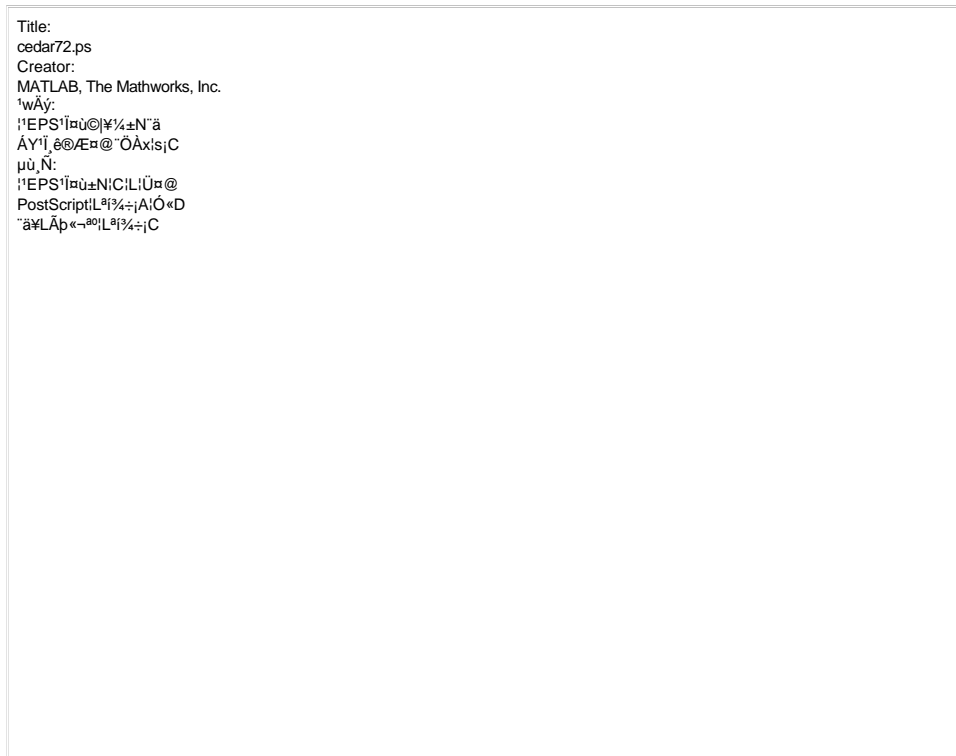 Title:
cedar72.ps
Creator:
MATLAB, The Mathworks, Inc.
¹wÄý:
¦¹EPS¹Ï¤ù©|¥¼±N¨ä
ÁY¹Ï¸ê®Æ¤@¨ÖÀx¦s¡C
µù¸Ñ:
¦¹EPS¹Ï¤ù±N¦C¦L¦Ü¤@
PostScript¦Lªí¾÷¡A¦Ó«D
¨ä¥LÃþ«¬ªº¦Lªí¾÷¡C